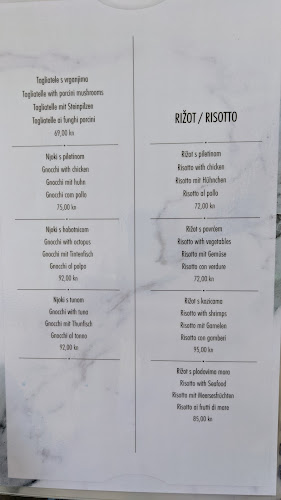 Tagliatele s vrganjima
Tagliatelle with porcini mushrooms
Tagliatelle mit Steinpilzen
Tagliatelle ai funghi porcini
69,00 kn
Njoki s piletinom
Gnocchi with chicken
Gnocchi mit huhn
Gnocchi com pollo
75,00 kn
Njoki s hobotnicom
Gnocchi with octopus
Gnocchi mit Tintenfisch
Gnocchi al polpo
92,00 kn
Njoki s tunom
Gnocchi with tuna
Gnocchi mit Thunfisch
Gnocchi al tonno
92,00 kn
RIŽOT / RISOTTO
Rižot s piletinom
Risotto with chicken
Risotto mit Hühnchen
Risotto al pollo
72,00 kn
Rižot s povrćem
Risotto with vegetables
Risotto mit Gemüse
Risotto con verdure
72,00 kn
Rižot s kozicama
Risotto with shrimps
Risotto mit Garnelen
Risotto con gamberi
95,00 kn
Rižot s plodovima mora
Risotto with Seafood
Risotto mit Meeresfrüchten
Risotto ai frutti di mare
85,00 kn